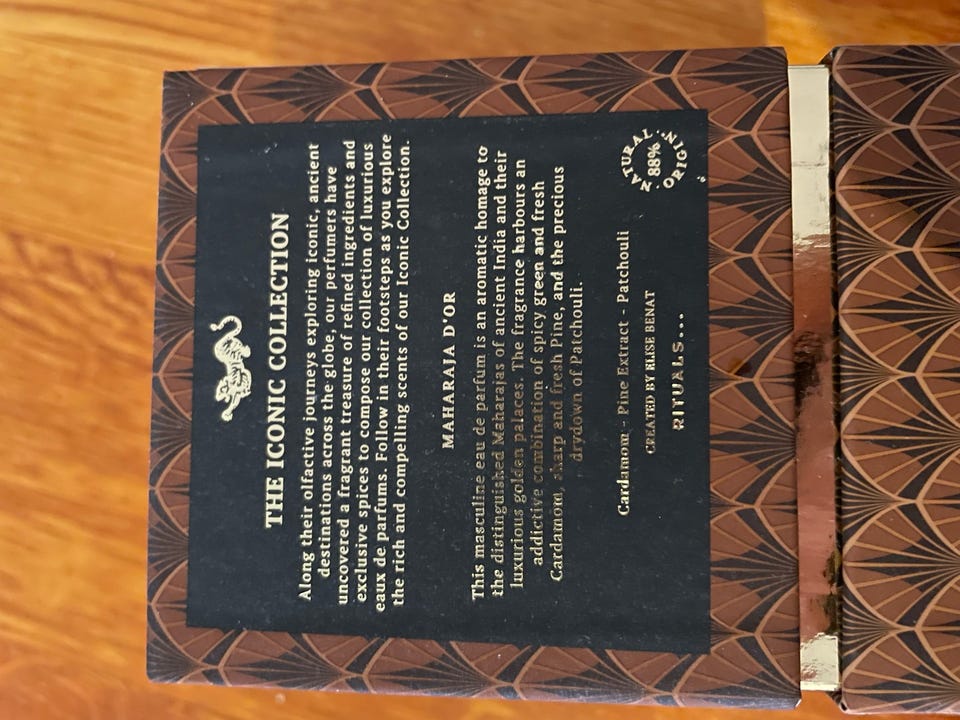 THE ICONIC COLLECTION
Along their olfactive journeys exploring iconic, ancient
destinations across the globe, our perfumers have
uncovered a fragrant treasure of refined ingredients and
exclusive spices to compose our collection of luxurious
eaux de parfums. Follow in their footsteps as you explore
the rich and compelling scents of our Iconic Collection.
MAHARAJA D'OR
This masculine eau de parfum is an aromatic homage to
the distinguished Maharajas of ancient India and their
luxurious golden palaces. The fragrance harbours an
addictive combination of spicy green and fresh
Cardamom, sharp and fresh Pine, and the precious
drydown of Patchouli.
Cardamom - Pine Extract - Patchouli
CREATED BY ELISE BENAT
RITUALS...
NATURAL
88%
ORIGIN